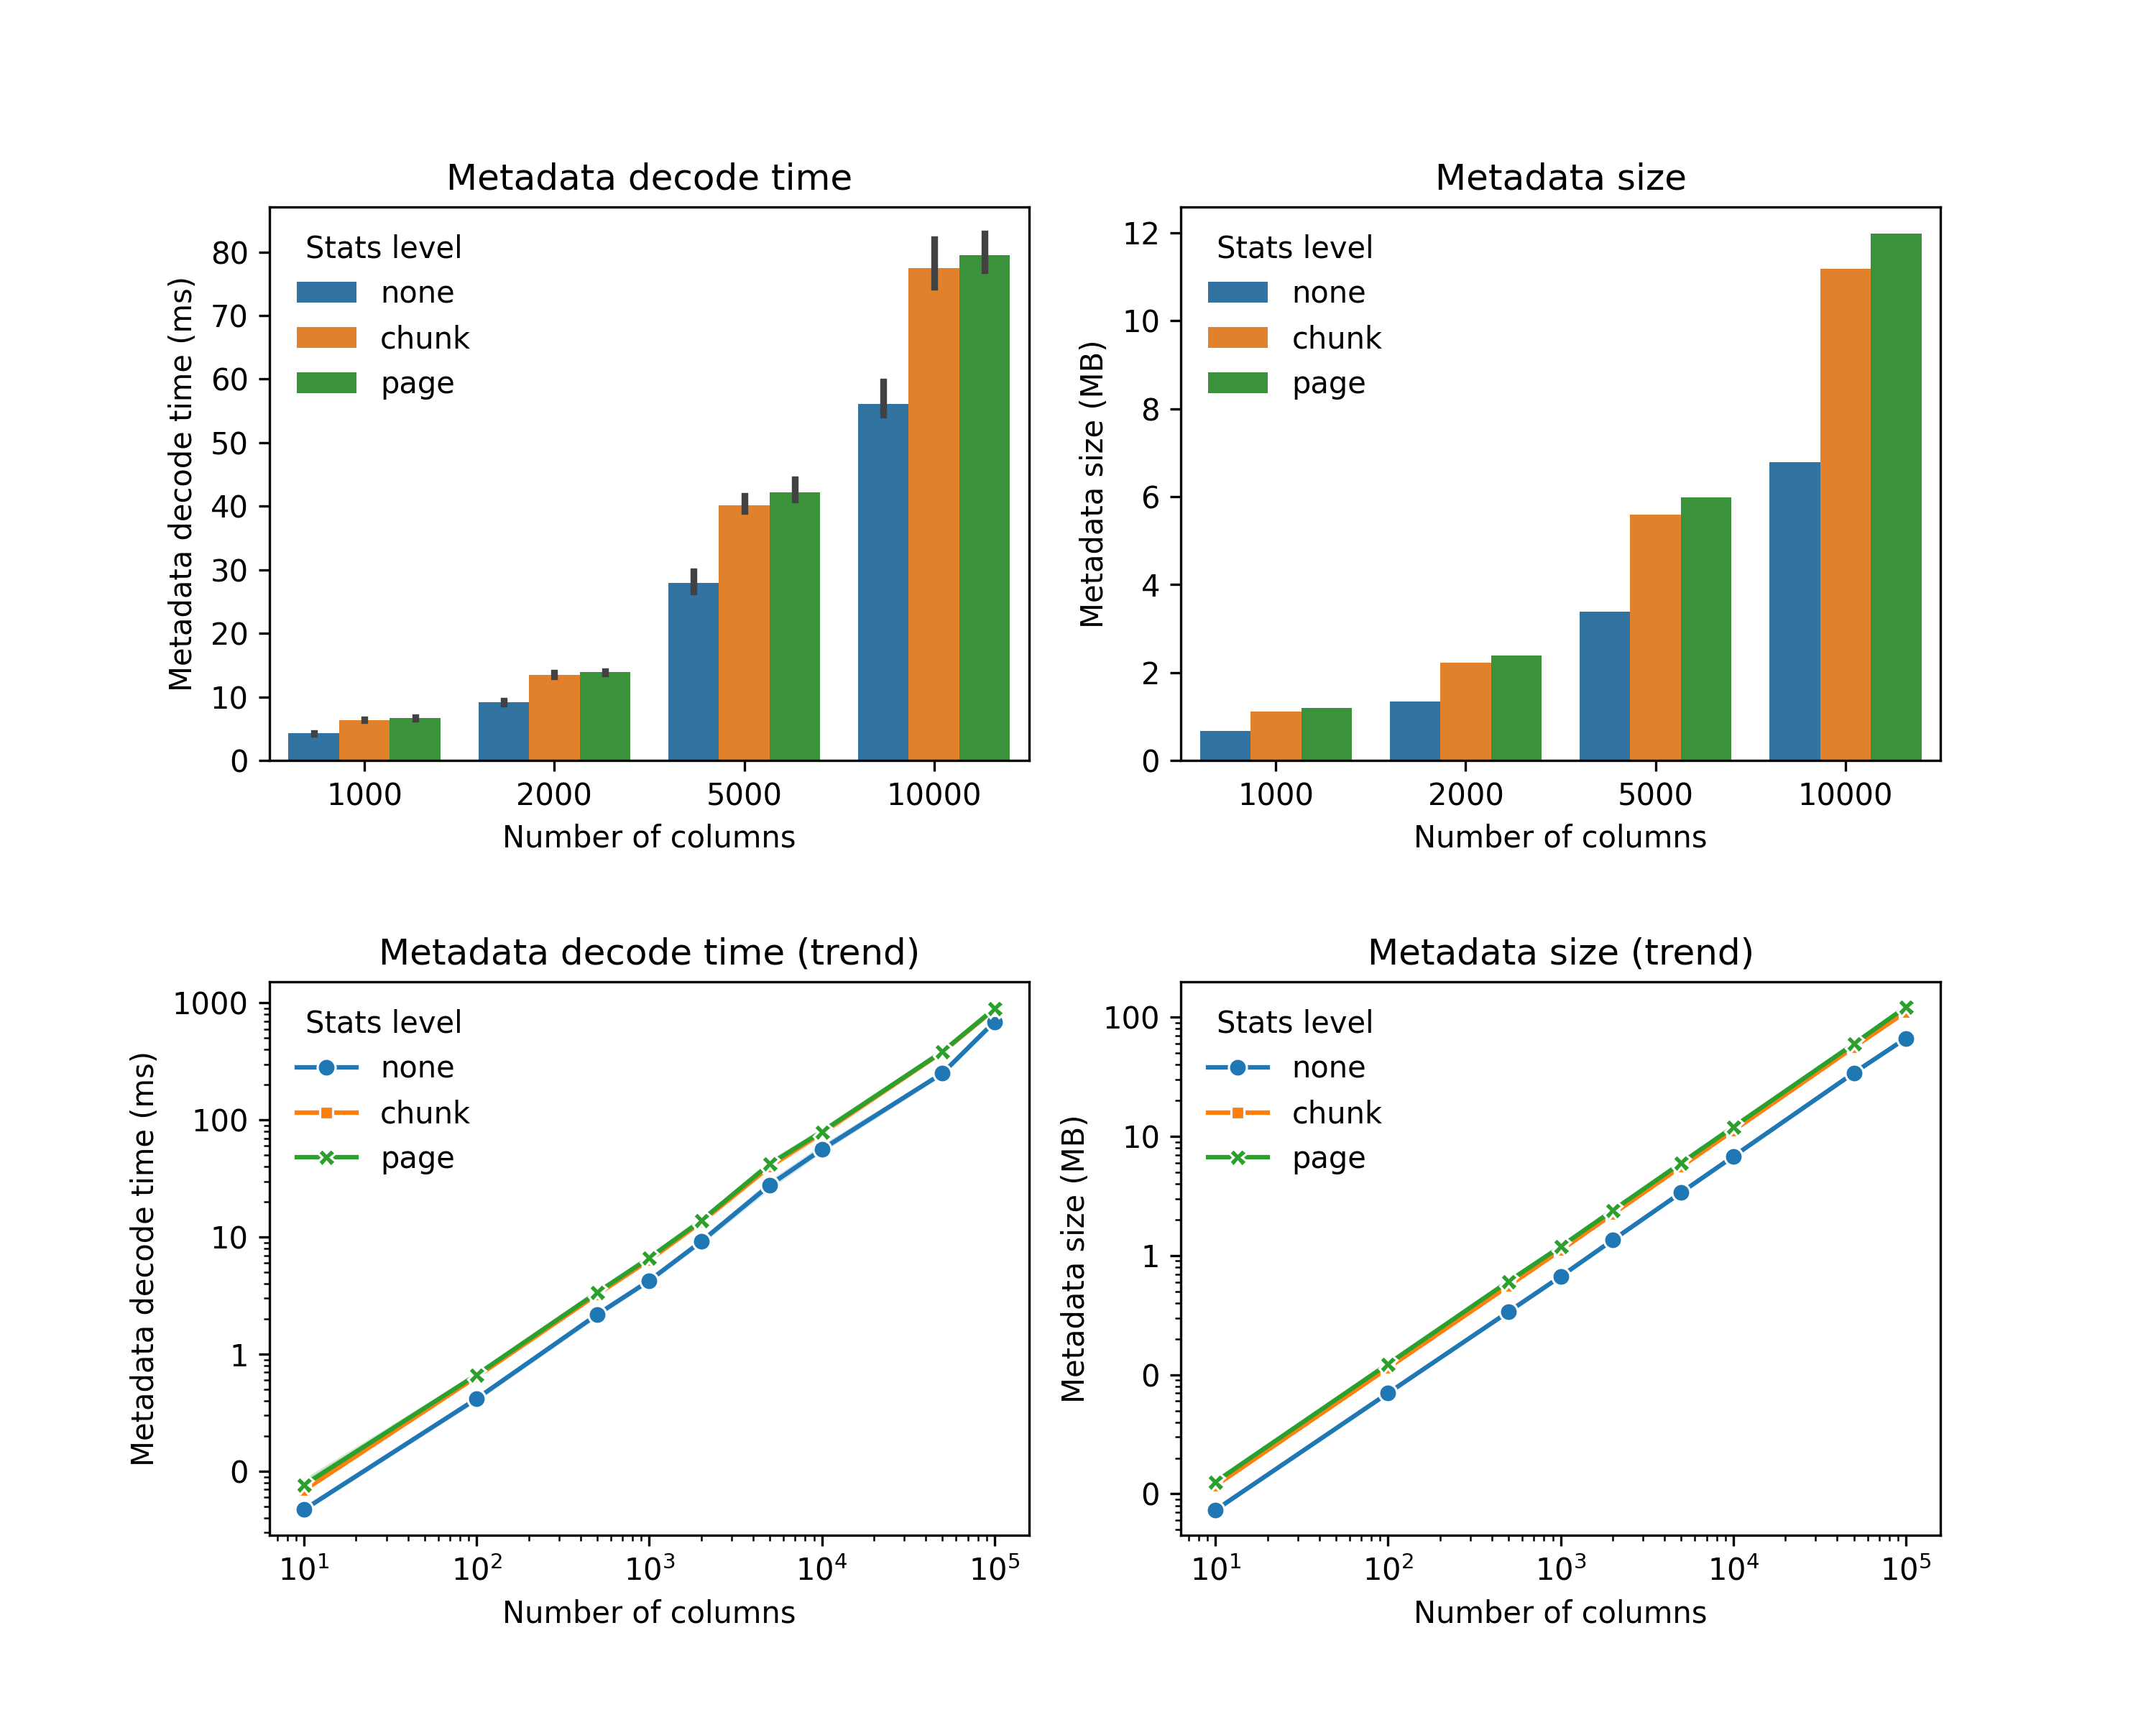 Metadata decode time
Metadata decode time (ms)
80
70
60
50
40
30
20
10
0
Stats level
none
chunk
page
1000 2000 5000 10000
Number of columns
Metadata size
Metadata size (MB)
12
10
8
6
4
2
0
Stats level
none
chunk
page
1000 2000 5000 10000
Number of columns
Metadata decode time (trend)
Metadata decode time (ms)
1000
100
10
1
0
Stats level
none
chunk
page
10¹ 10² 10³ 10⁴ 10⁵
Number of columns
Metadata size (trend)
Metadata size (MB)
100
10
1
0
0
Stats level
none
chunk
page
10¹ 10² 10³ 10⁴ 10⁵
Number of columns